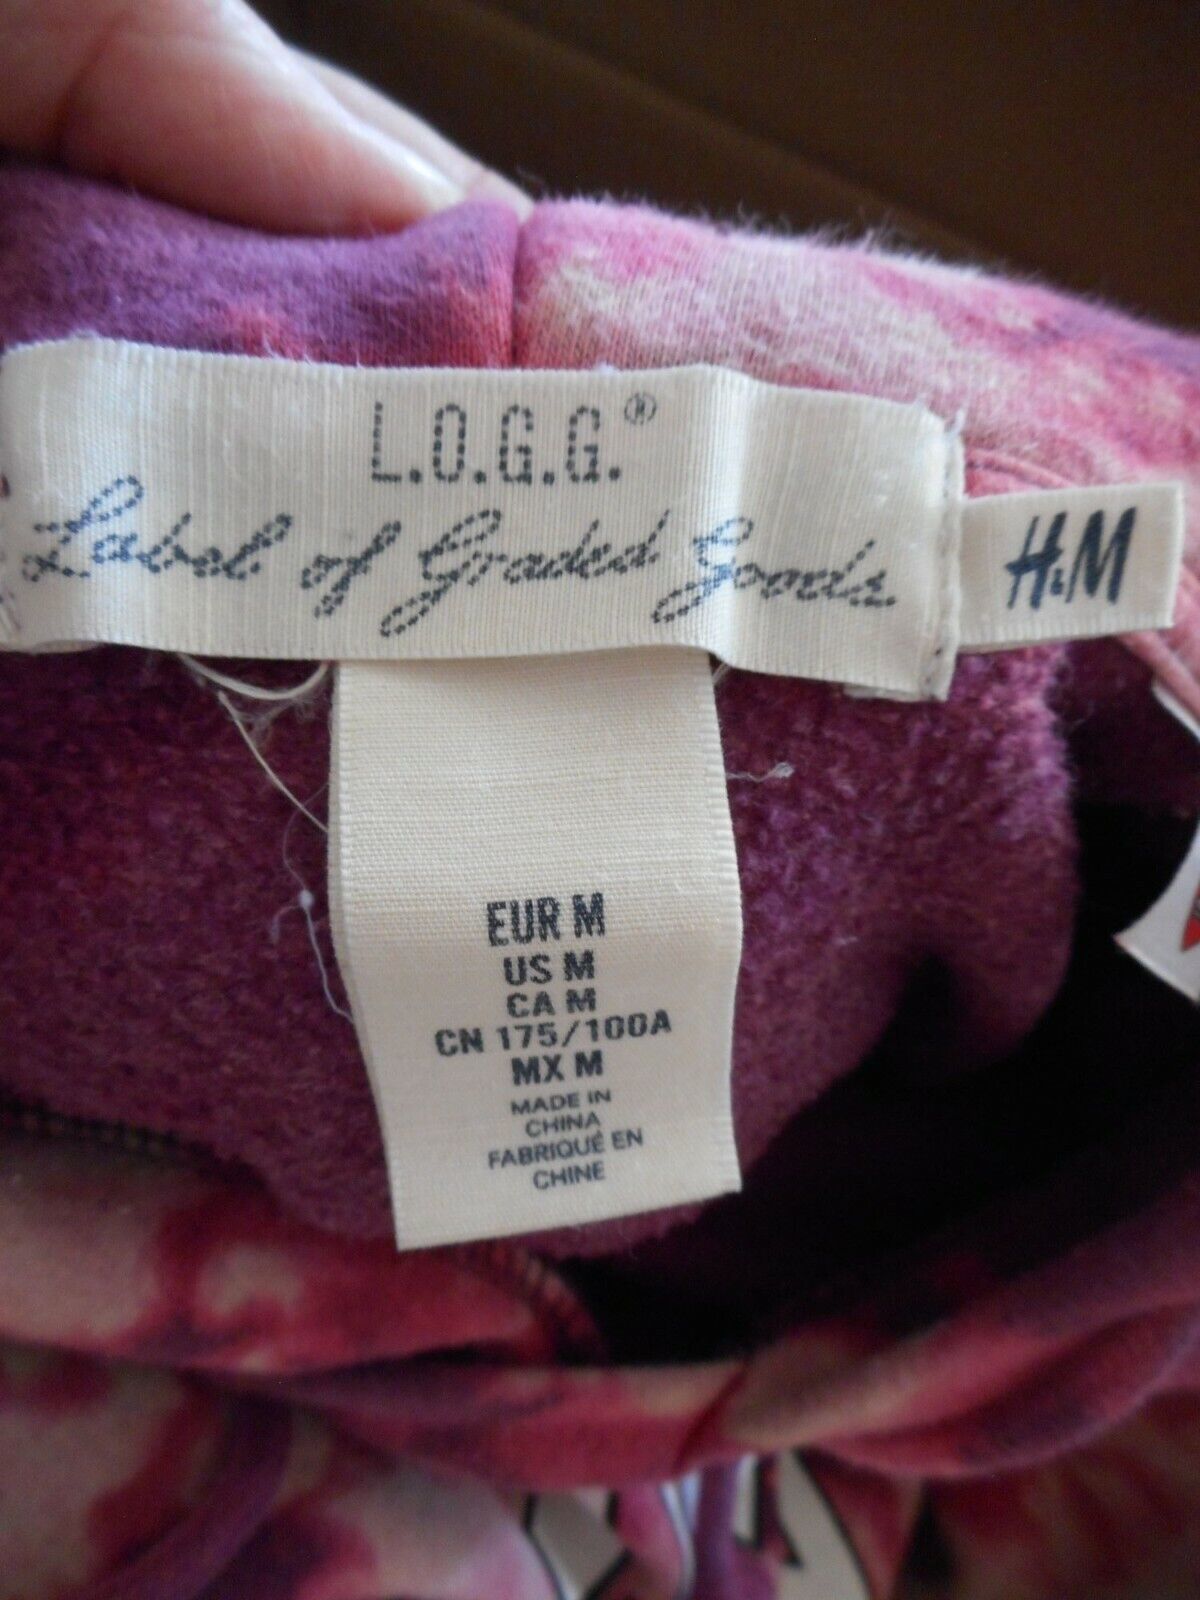 L.O.G.G.®
Label of Graded Goods
H&M
EUR M
US M
CA M
CN 175/100A
MX M
MADE IN
CHINA
FABRIQUÉ EN
CHINE